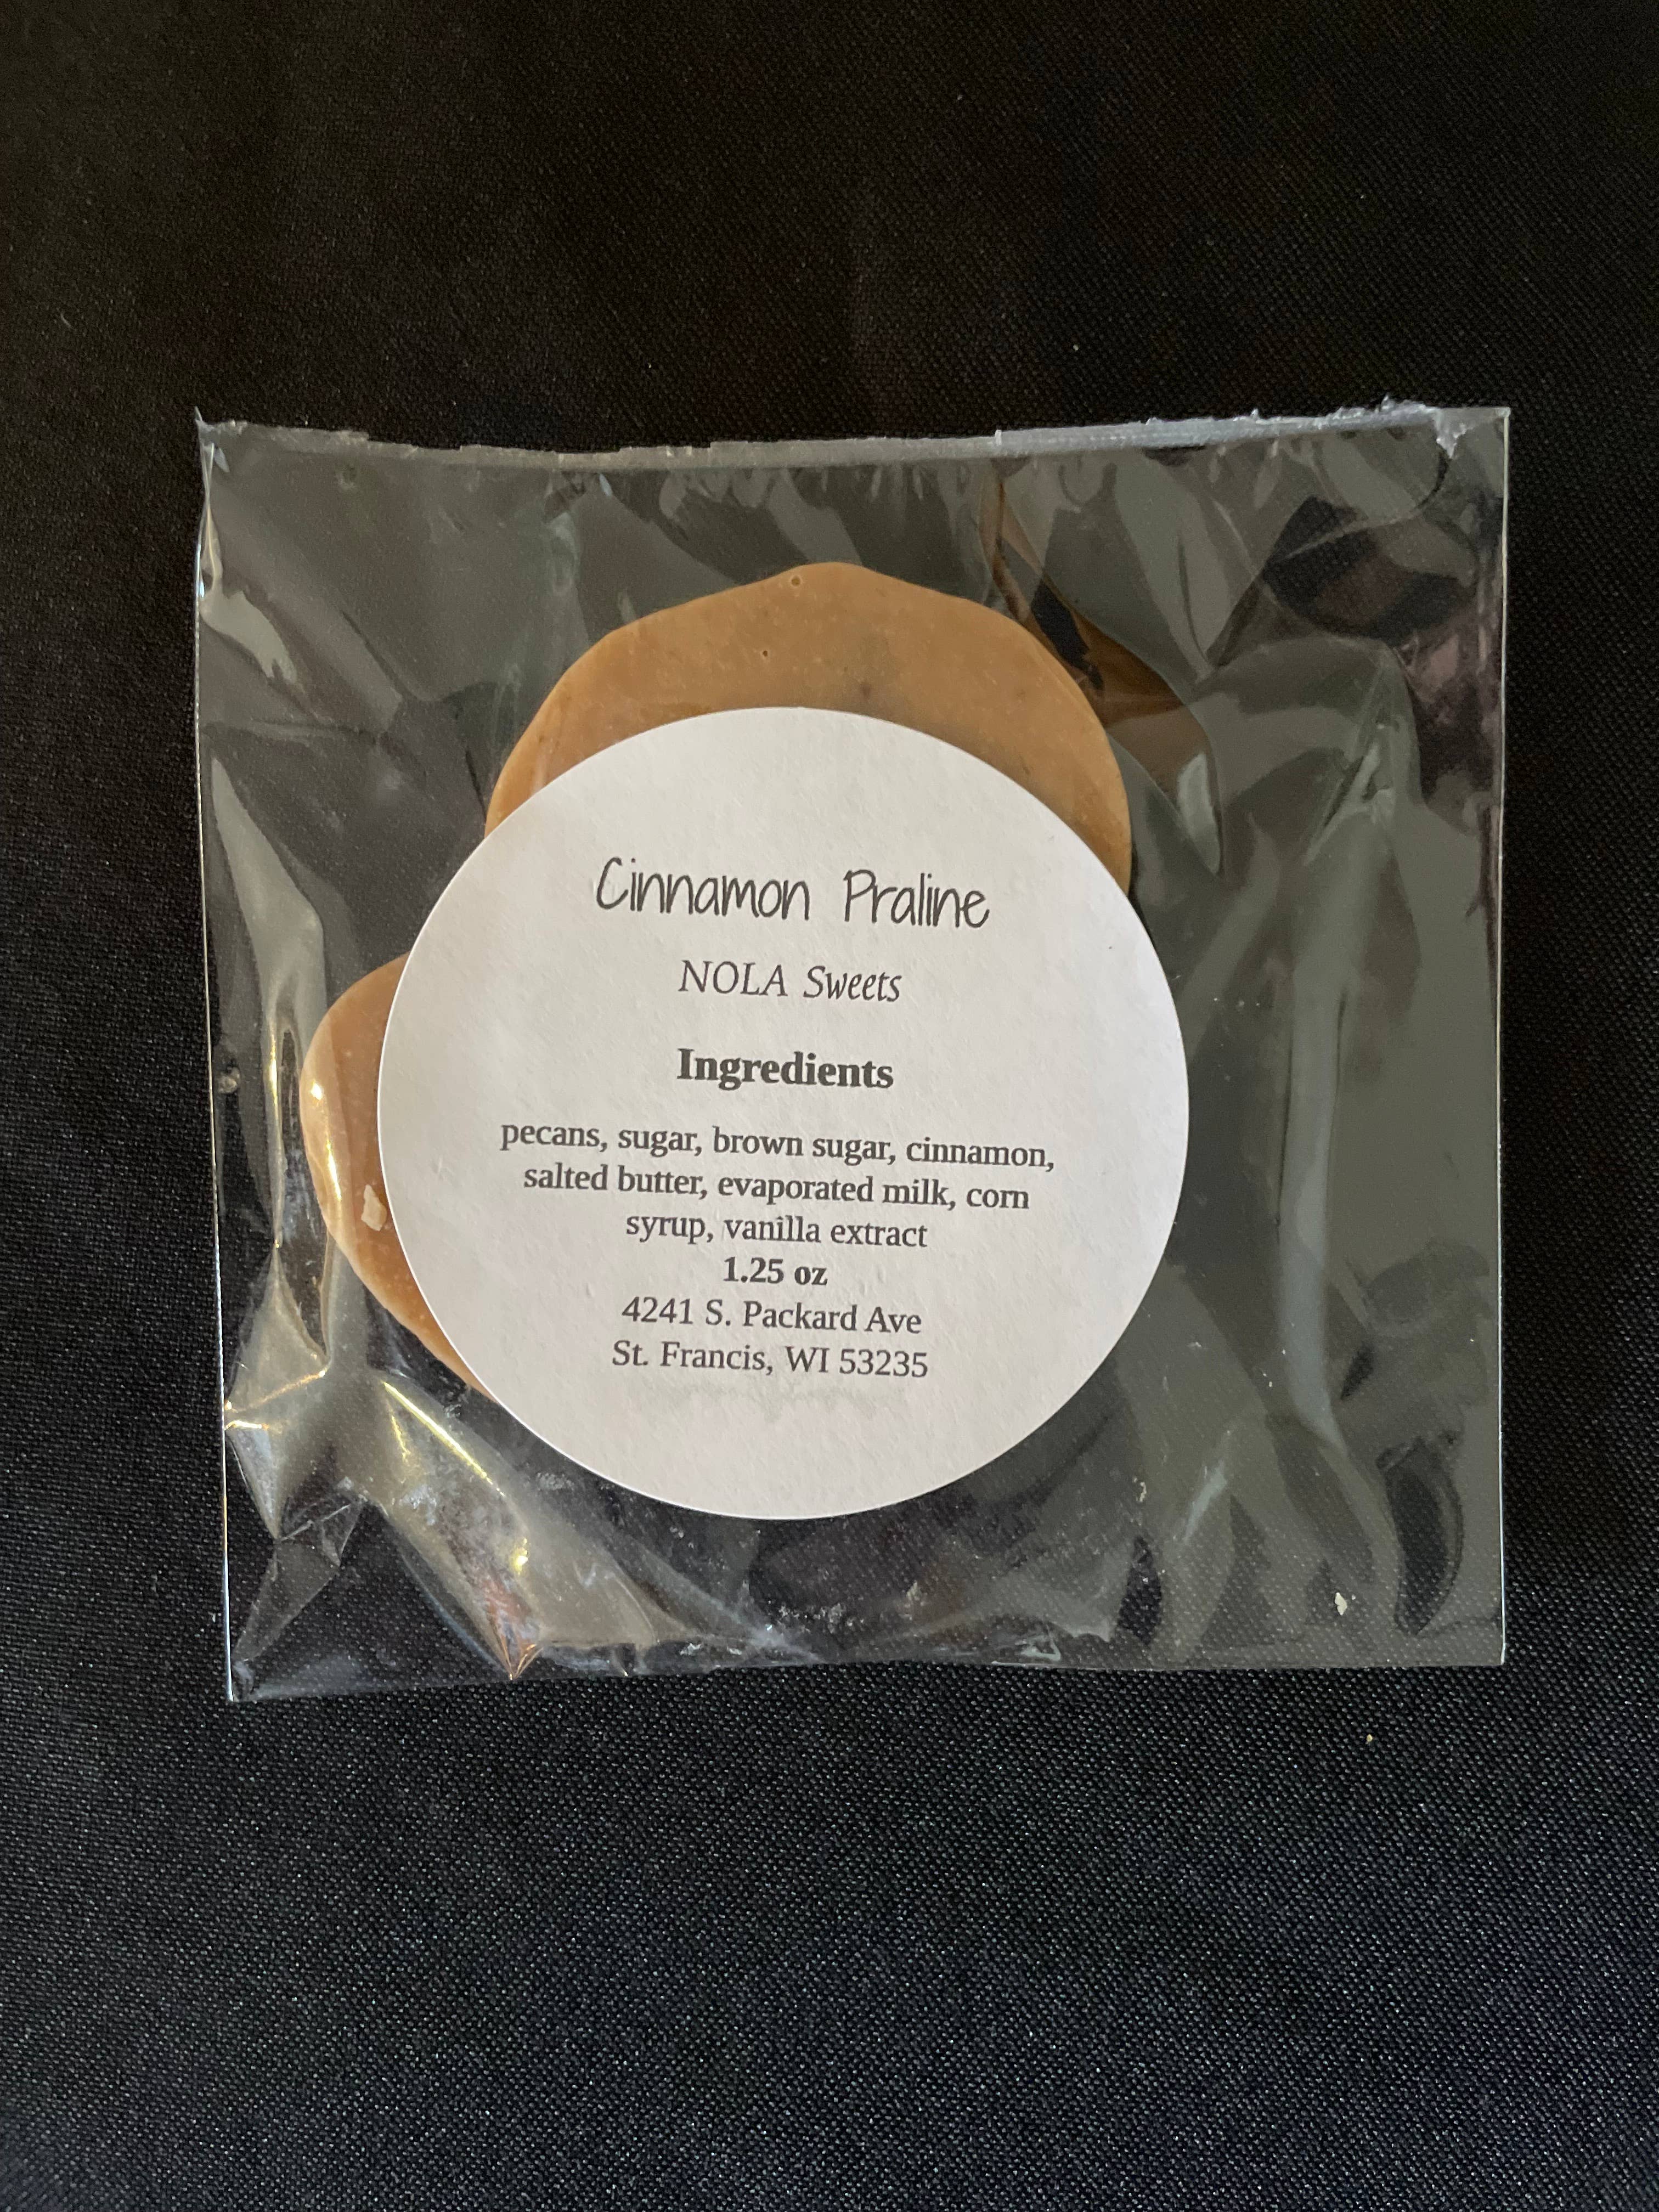 Cinnamon Praline
NOLA Sweets
Ingredients
pecans, sugar, brown sugar, cinnamon,
salted butter, evaporated milk, corn
syrup, vanilla extract
1.25 oz
4241 S. Packard Ave
St. Francis, WI 53235